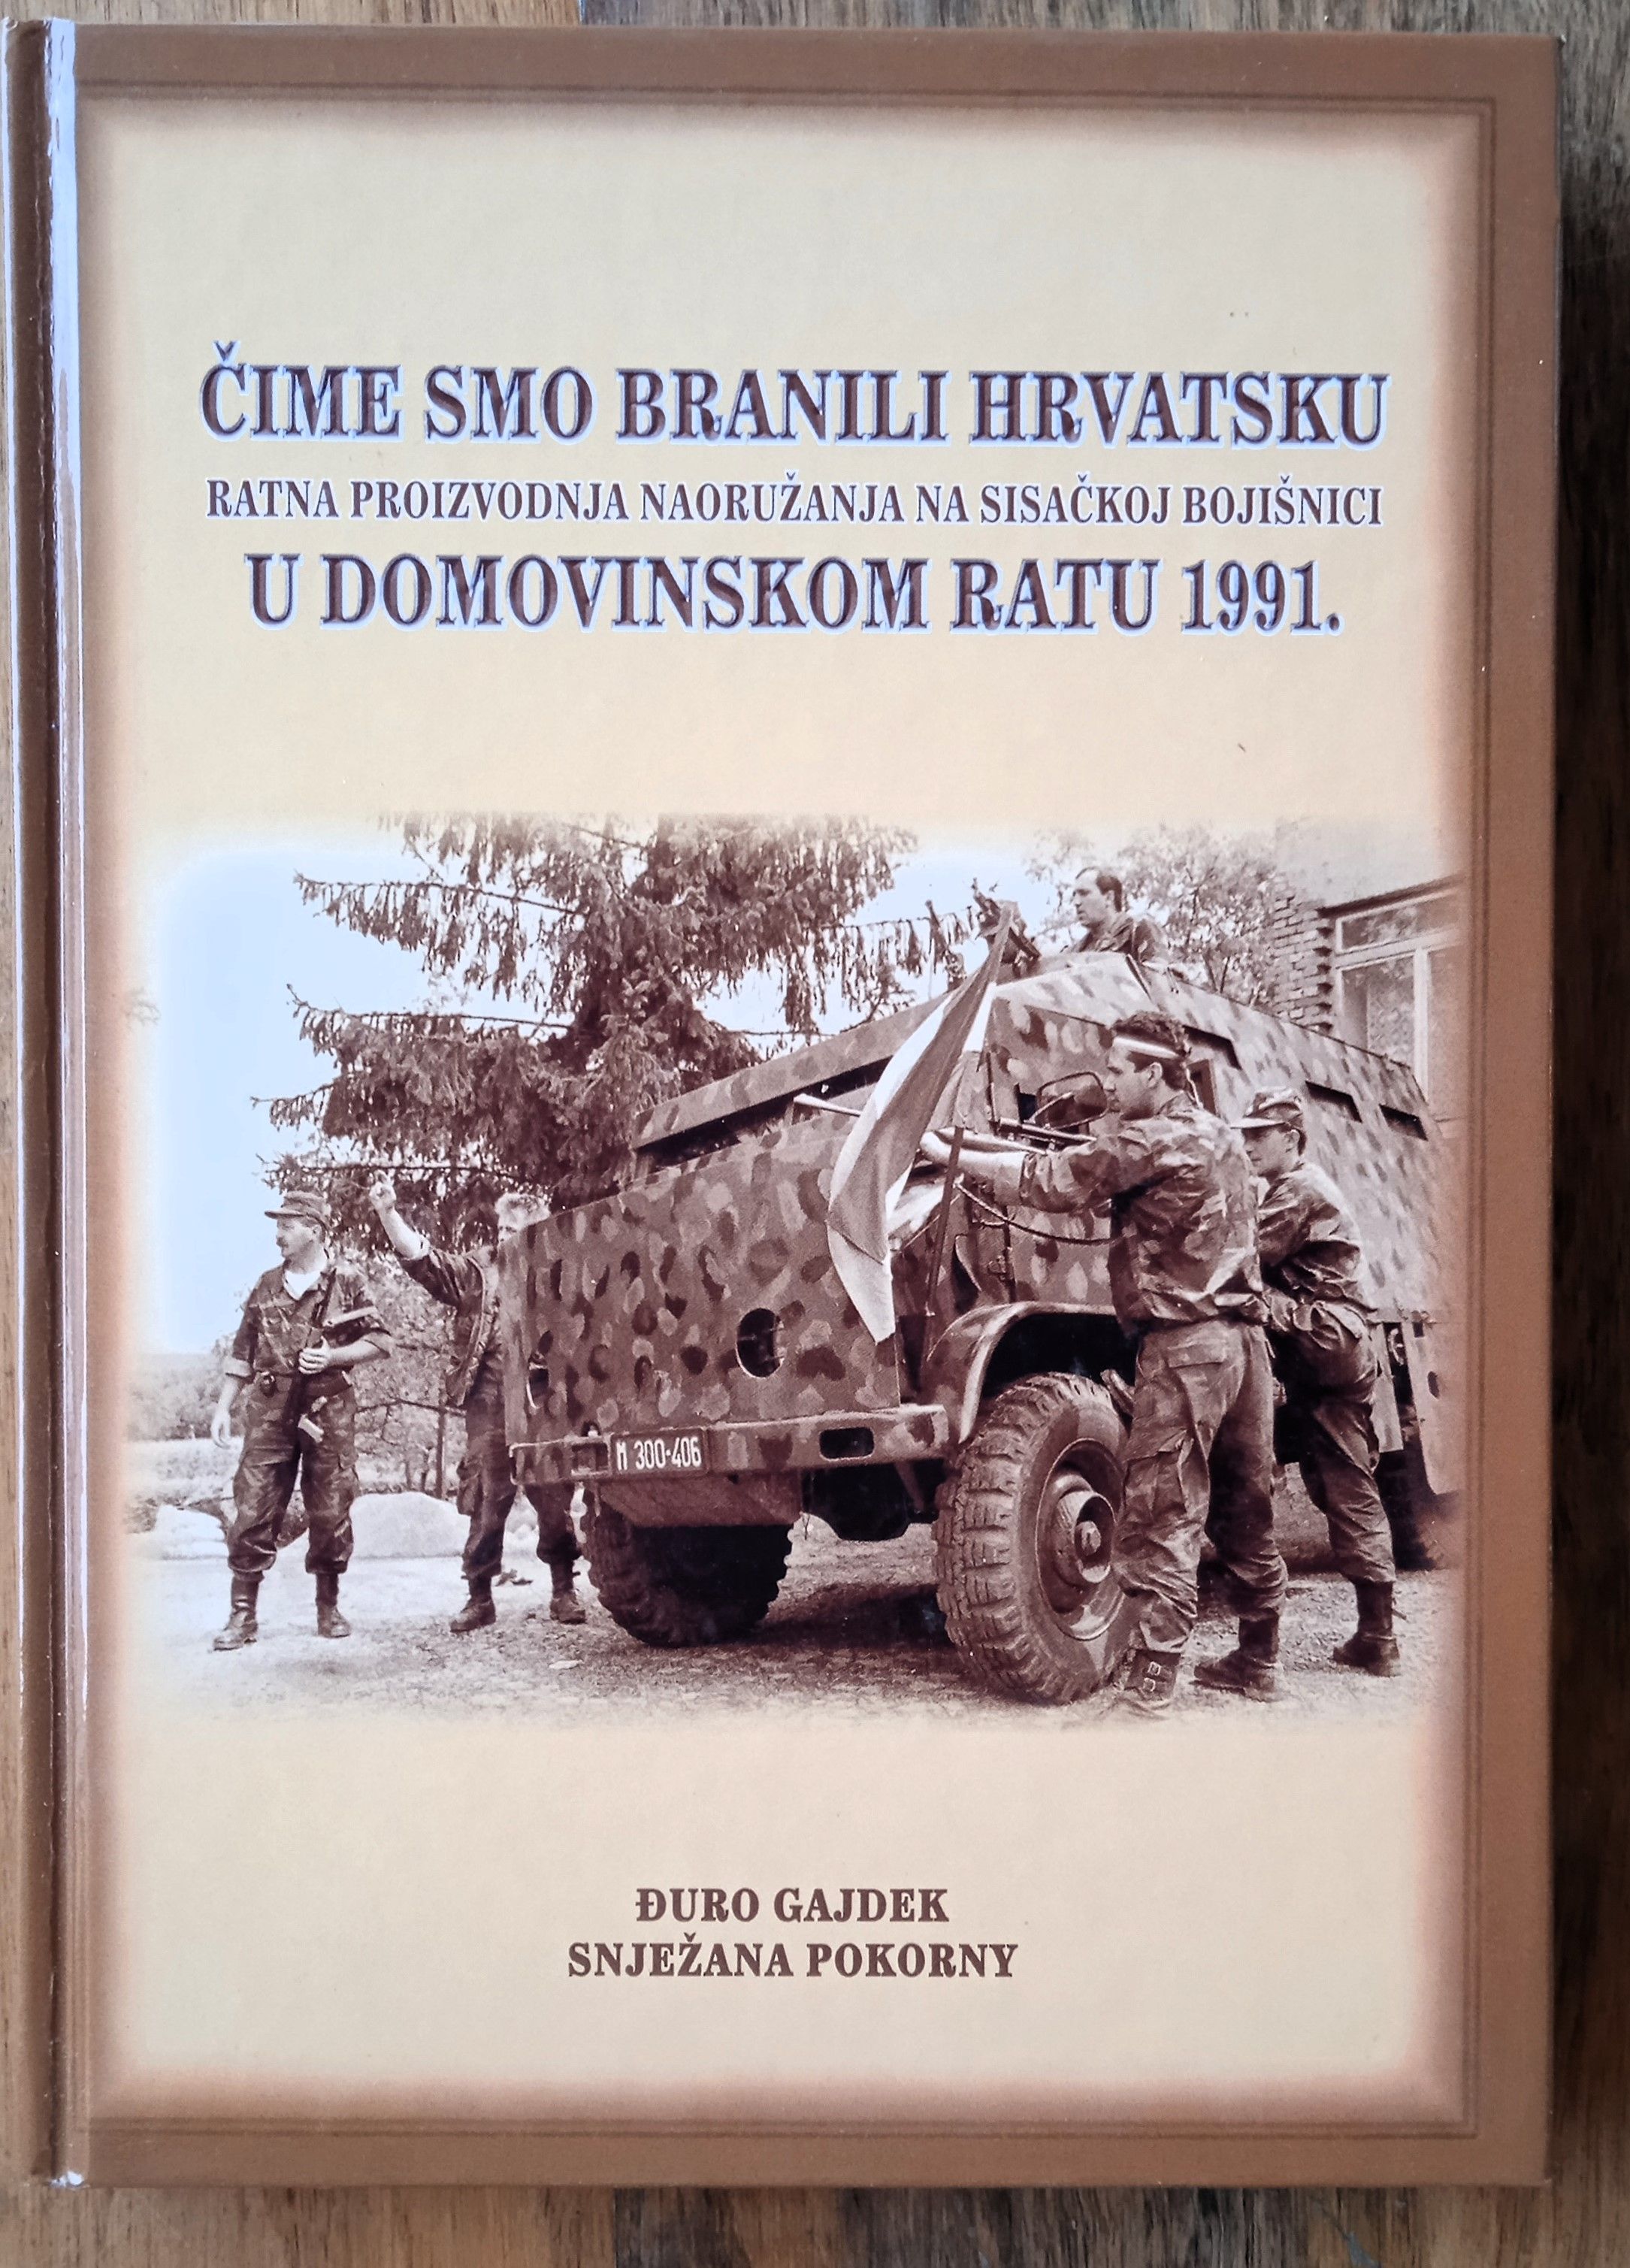 ČIME SMO BRANILI HRVATSKU
RATNA PROIZVODNJA NAORUŽANJA NA SISAČKOJ BOJIŠNICI
U DOMOVINSKOM RATU 1991.
M 300-406
ĐURO GAJDEK
SNJEŽANA POKORNY